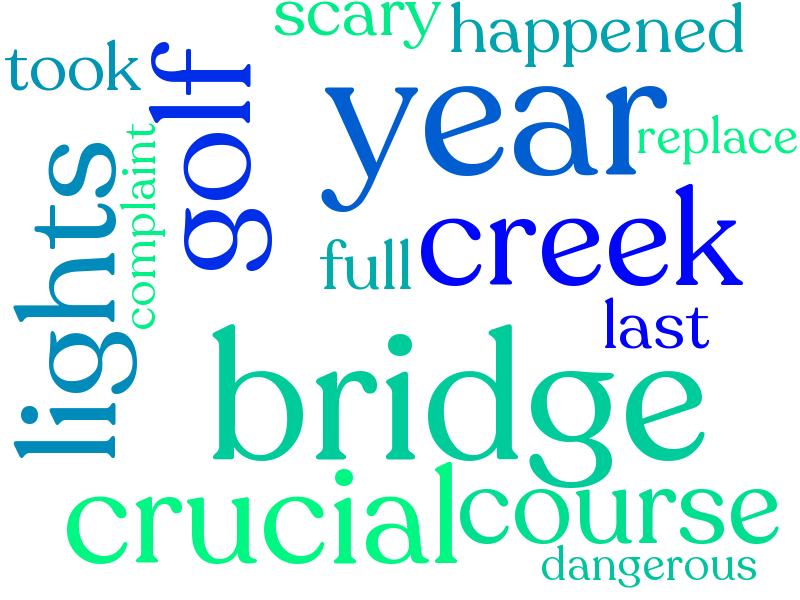 scary
happened
took
golf
year
replace
complaint
lights
creek
full
last
bridge
crucial
course
dangerous